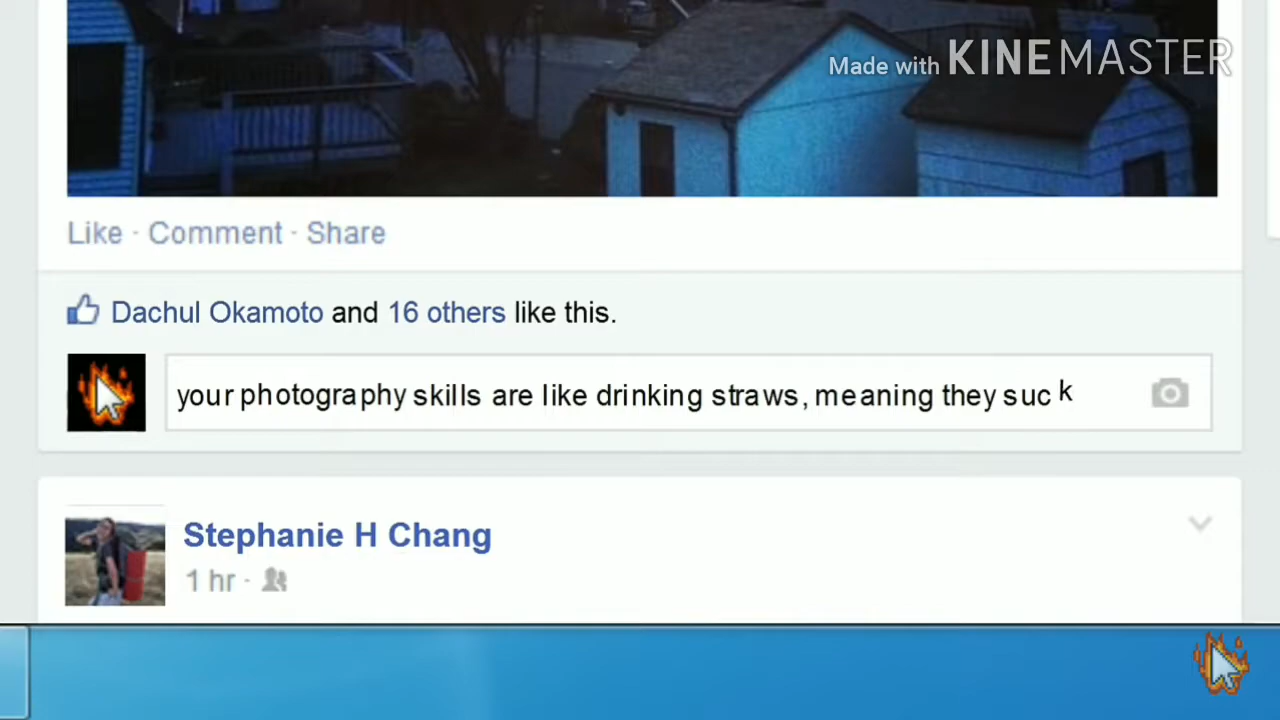 Made with KINEMASTER
Like · Comment · Share
Dachul Okamoto and 16 others like this.
your photography skills are like drinking straws, meaning they suck
Stephanie H Chang
1 hr ·